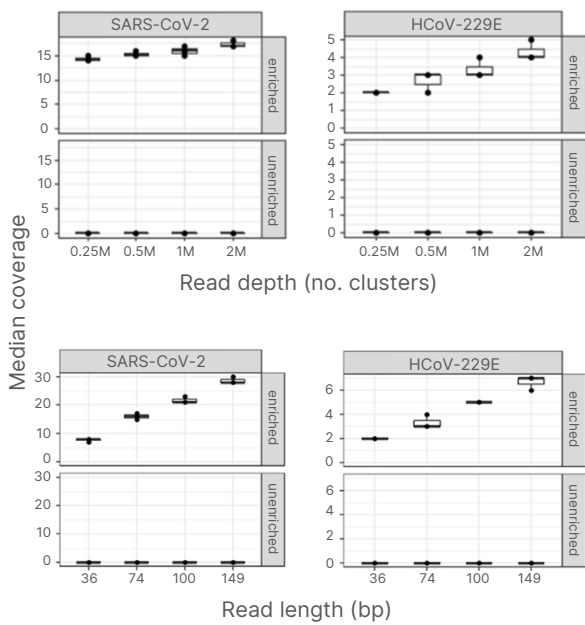 SARS-CoV-2
HCoV-229E
15
10
5
0
enriched
5
4
3
2
1
0
enriched
15
10
5
0
unenriched
5
4
3
2
1
0
unenriched
0.25M 0.5M 1M 2M
0.25M 0.5M 1M 2M
Read depth (no. clusters)
Median coverage
SARS-CoV-2
HCoV-229E
30
20
10
0
enriched
6
4
2
0
enriched
30
20
10
0
unenriched
6
4
2
0
unenriched
36 74 100 149
36 74 100 149
Read length (bp)